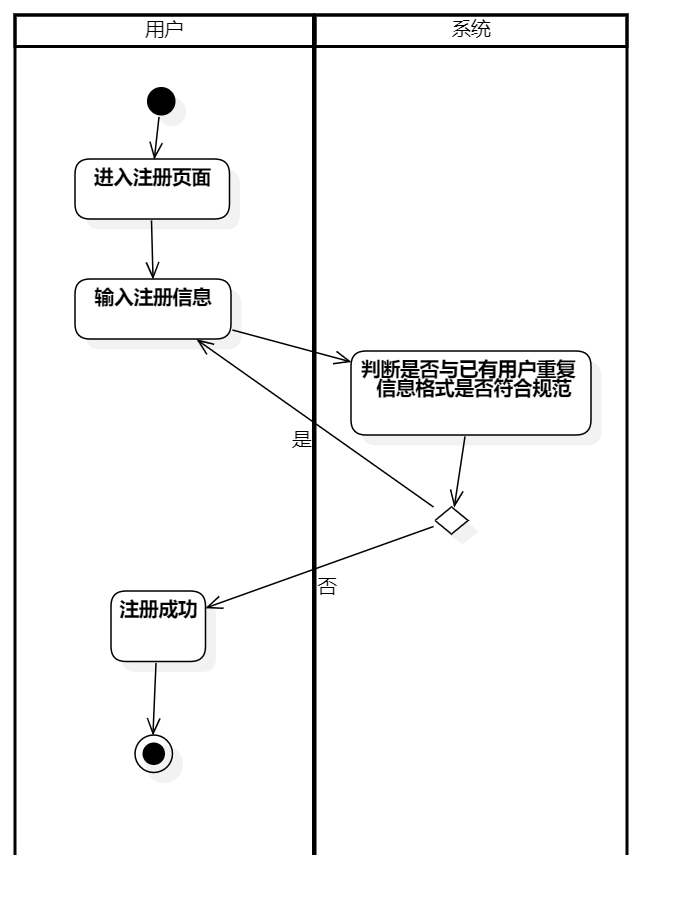 用户
系统
进入注册页面
输入注册信息
判断是否与已有用户重复
信息格式是否符合规范
是
否
注册成功